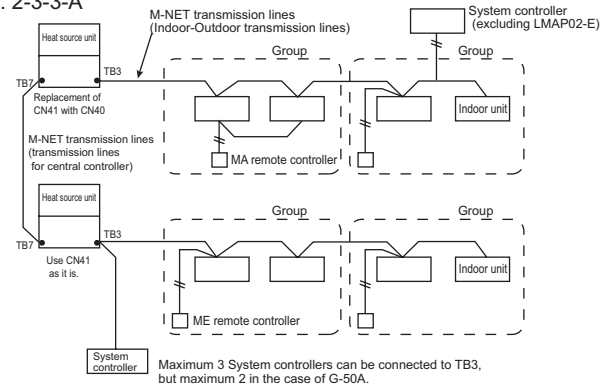 . 2-3-3-A
M-NET transmission lines
(Indoor-Outdoor transmission lines)
System controller
(excluding LMAP02-E)
Heat source unit
Group
Group
TB7
TB3
Replacement of
CN41 with CN40
Indoor unit
M-NET transmission lines
(transmission lines
for central controller)
MA remote controller
Heat source unit
Group
Group
TB7
TB3
Use CN41
as it is.
Indoor unit
ME remote controller
System
controller
Maximum 3 System controllers can be connected to TB3,
but maximum 2 in the case of G-50A.